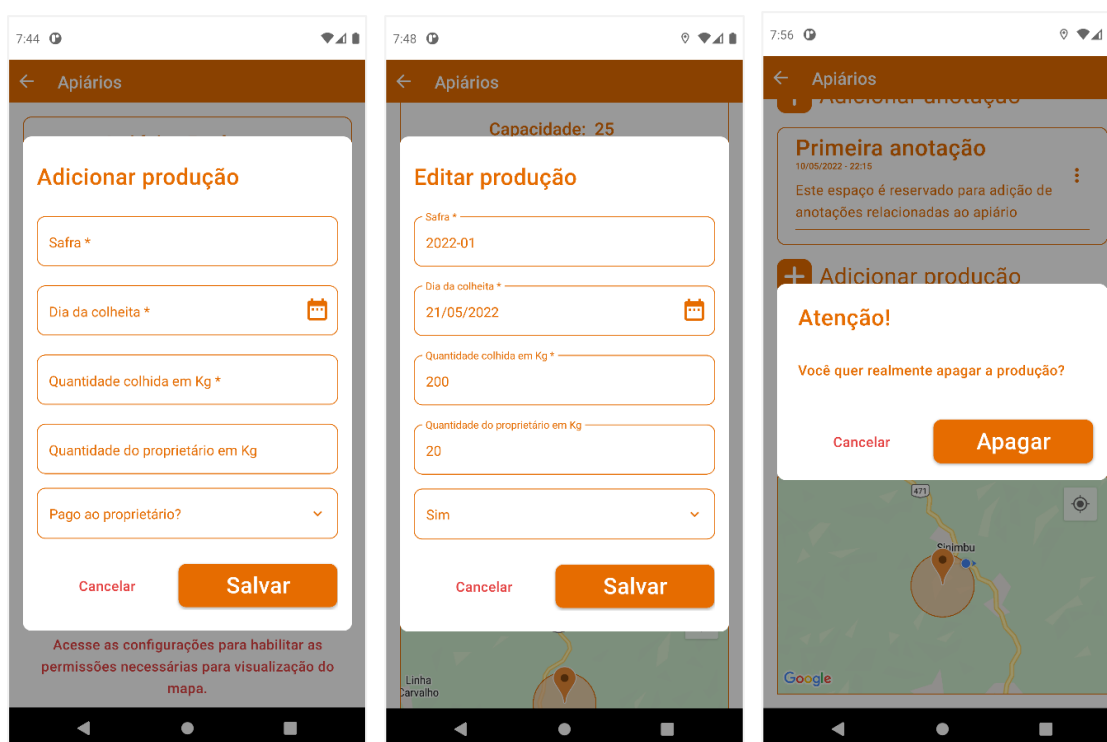 7:44
Apiários
Adicionar produção
Safra *
Dia da colheita *
Quantidade colhida em Kg *
Quantidade do proprietário em Kg
Pago ao proprietário?
Cancelar
Salvar
Acesse as configurações para habilitar as
permissões necessárias para visualização do
mapa.
7:48
Apiários
Capacidade: 25
Editar produção
Safra *
2022-01
Dia da colheita *
21/05/2022
Quantidade colhida em Kg *
200
Quantidade do proprietário em Kg
20
Sim
Cancelar
Salvar
Linha
Carvalho
7:56
Apiários
Adicionar anotação
Primeira anotação
10/05/2022 - 22:15
Este espaço é reservado para adição de
anotações relacionadas ao apiário
Adicionar produção
Atenção!
Você quer realmente apagar a produção?
Cancelar
Apagar
471
Sinimbu
Google